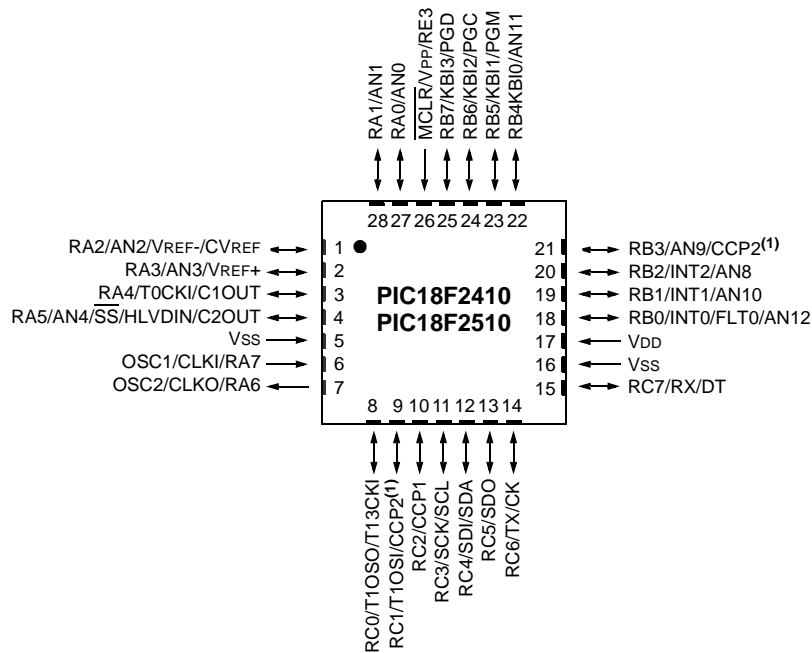 RA1/AN1
RA0/AN0
MCLR/VPP/RE3
RB7/KBI3/PGD
RB6/KBI2/PGC
RB5/KBI1/PGM
RB4KBI0/AN11
28 27 26 25 24 23 22
RA2/AN2/VREF-/CVREF 1
RA3/AN3/VREF+ 2
RA4/T0CKI/C1OUT 3
RA5/AN4/SS/HLVDIN/C2OUT 4
VSS 5
OSC1/CLKI/RA7 6
OSC2/CLKO/RA6 7
PIC18F2410
PIC18F2510
21 RB3/AN9/CCP2(1)
20 RB2/INT2/AN8
19 RB1/INT1/AN10
18 RB0/INT0/FLT0/AN12
17 VDD
16 VSS
15 RC7/RX/DT
8 9 10 11 12 13 14
RC0/T1OSO/T13CKI
RC1/T1OSI/CCP2(1)
RC2/CCP1
RC3/SCK/SCL
RC4/SDI/SDA
RC5/SDO
RC6/TX/CK